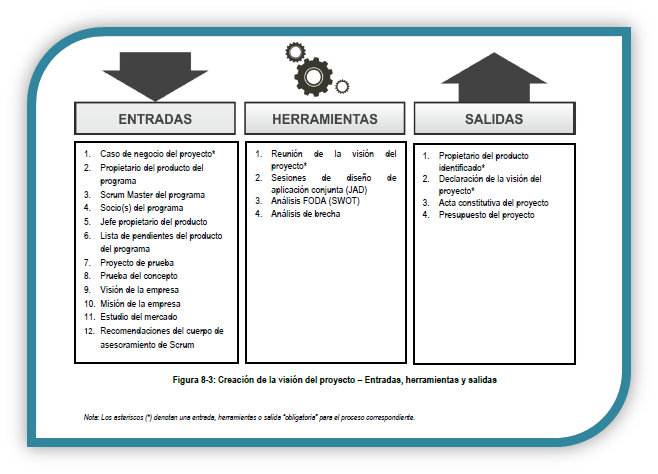 ENTRADAS
1. Caso de negocio del proyecto*
2. Propietario del producto del
programa
3. Scrum Master del programa
4. Socio(s) del programa
5. Jefe propietario del producto
6. Lista de pendientes del producto
del programa
7. Proyecto de prueba
8. Prueba del concepto
9. Visión de la empresa
10. Misión de la empresa
11. Estudio del mercado
12. Recomendaciones del cuerpo de
asesoramiento de Scrum
HERRAMIENTAS
1. Reunión de la visión del
proyecto*
2. Sesiones de diseño de
aplicación conjunta (JAD)
3. Análisis FODA (SWOT)
4. Análisis de brecha
SALIDAS
1. Propietario del producto
identificado*
2. Declaración de la visión del
proyecto*
3. Acta constitutiva del proyecto
4. Presupuesto del proyecto
Figura 8-3: Creación de la visión del proyecto – Entradas, herramientas y salidas
Nota: Los asteriscos (*) denotan una entrada, herramientas o salida "obligatoria" para el proceso correspondiente.